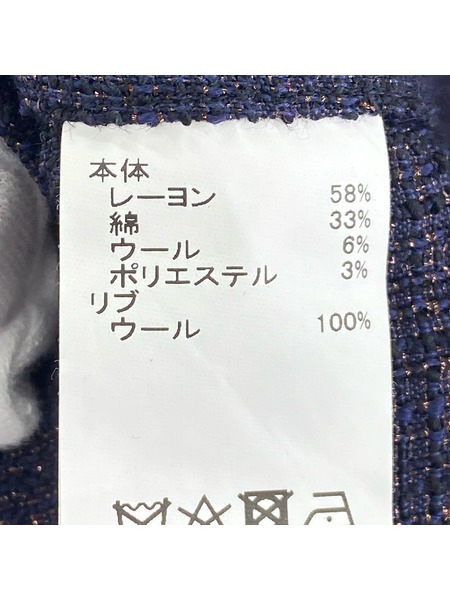 本体
レーヨン 58%
綿 33%
ウール 6%
ポリエステル 3%
リブ
ウール 100%